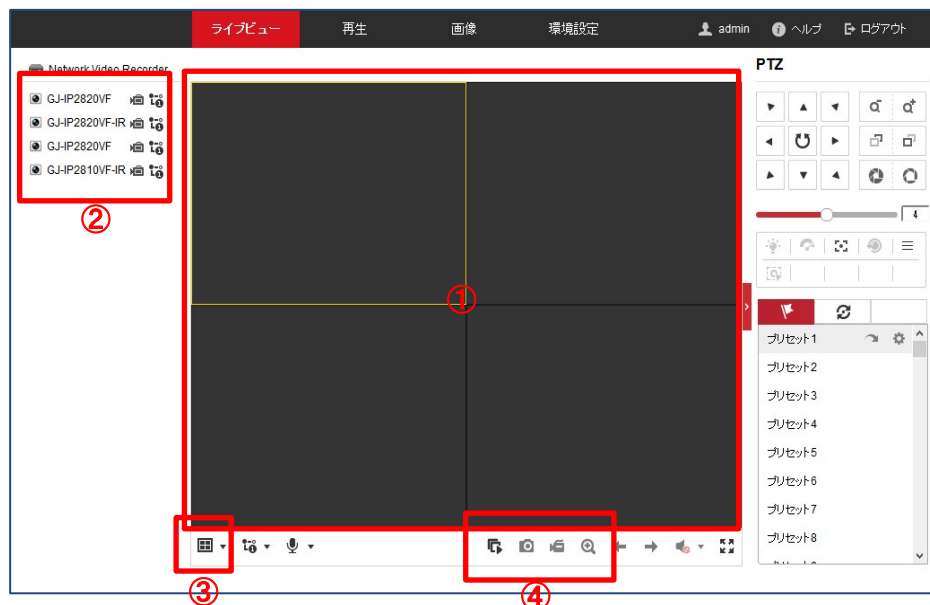 ライブビュー 再生 画像 環境設定 admin ヘルプ ログアウト
Network Video Recorder
PTZ
GJ-IP2820VF
GJ-IP2820VF-IR
GJ-IP2820VF
GJ-IP2810VF-IR
②
①
4
プリセット1
プリセット2
プリセット3
プリセット4
プリセット5
プリセット6
プリセット7
プリセット8
③
④